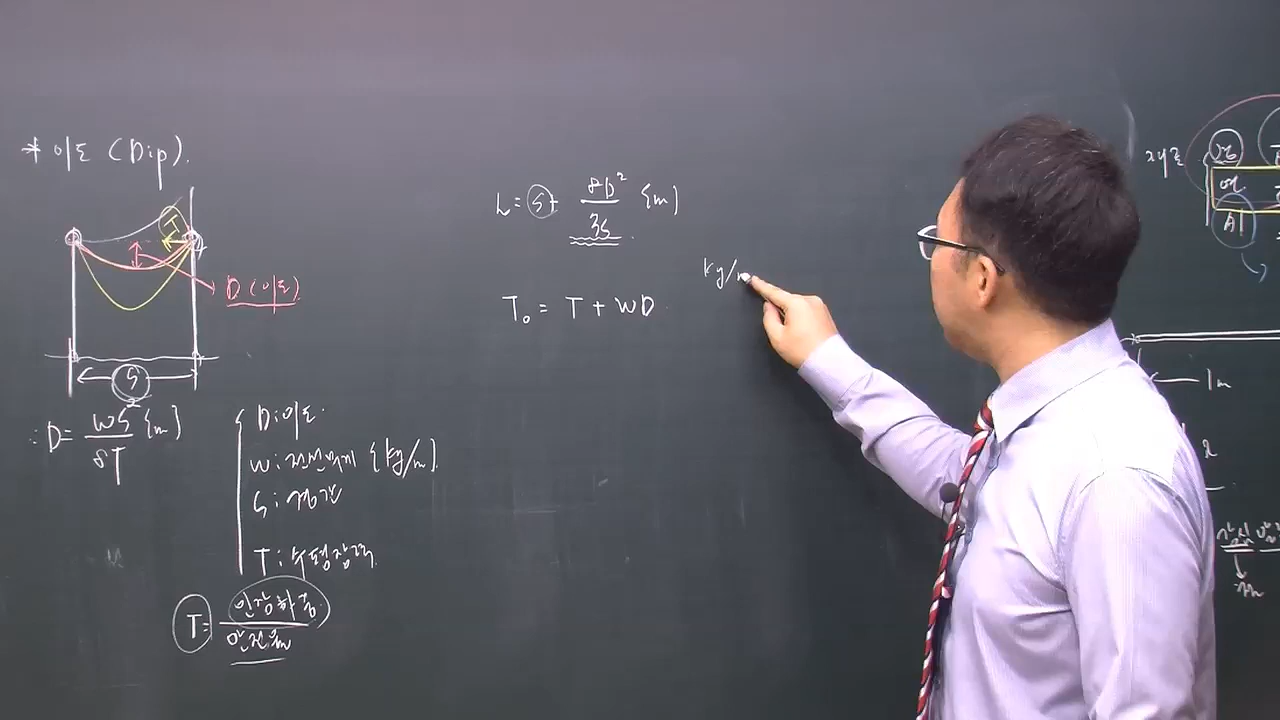 * 이도 (Dip).
T
D (이도)
S
∴ D = WS²/8T {m}
D : 이도.
W : 전선무게 {kg/m}.
S : 경간
T : 수평장력.
T = 인장하중/안전율
L = S + 8D²/3S {m}
T₀ = T + WD
kg/m
1m